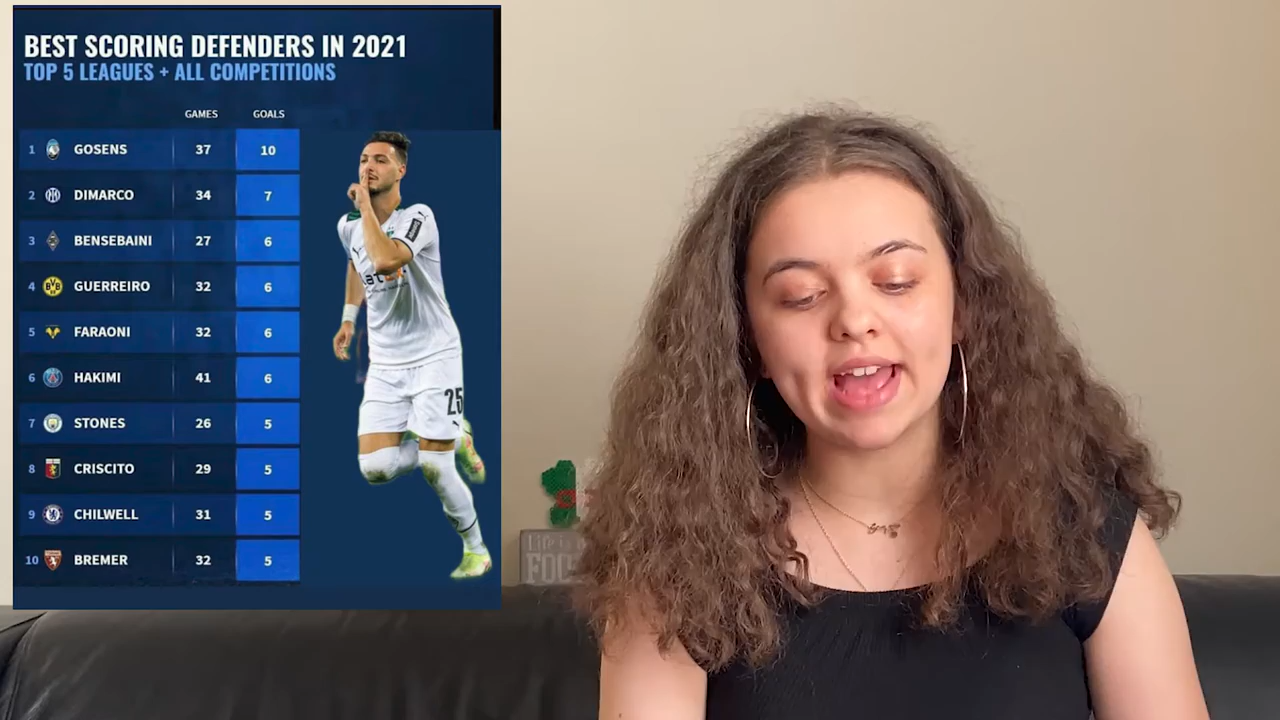 BEST SCORING DEFENDERS IN 2021
TOP 5 LEAGUES + ALL COMPETITIONS
GAMES GOALS
1 GOSENS 37 10
2 DIMARCO 34 7
3 BENSEBAINI 27 6
4 GUERREIRO 32 6
5 FARAONI 32 6
6 HAKIMI 41 6
7 STONES 26 5
8 CRISCITO 29 5
9 CHILWELL 31 5
10 BREMER 32 5
25
Life is